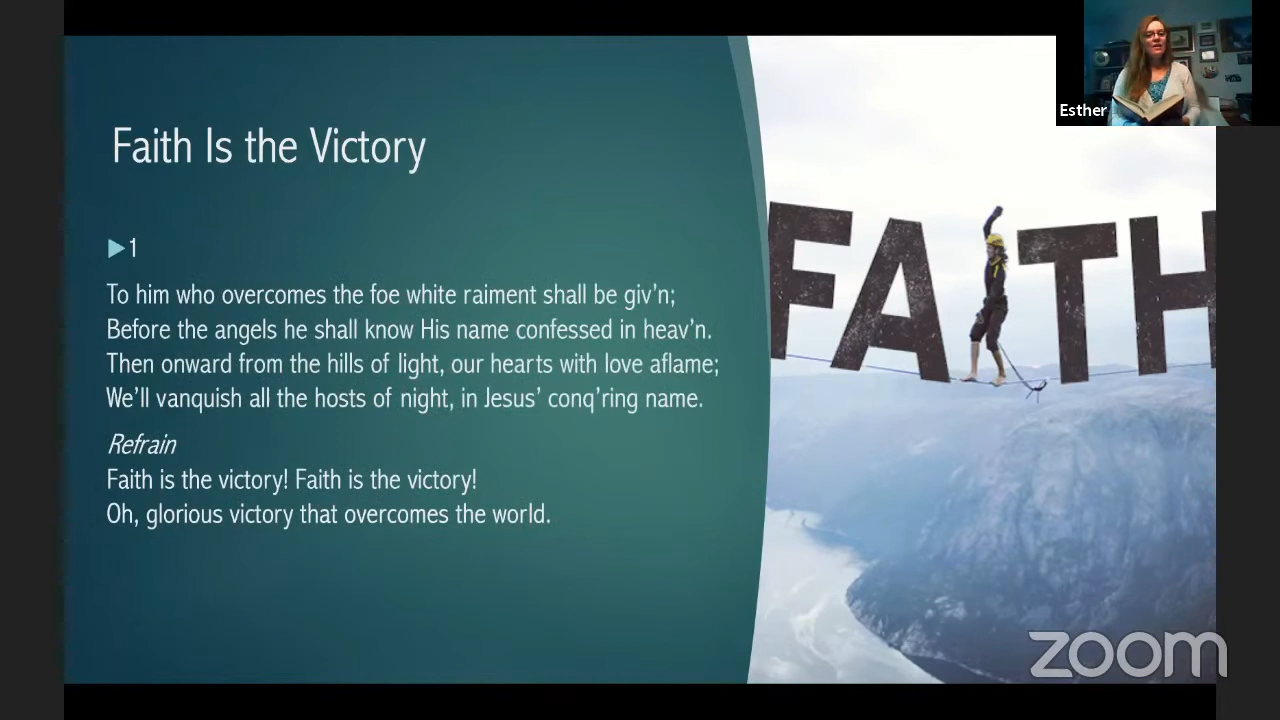 Faith Is the Victory
1
To him who overcomes the foe white raiment shall be giv’n;
Before the angels he shall know His name confessed in heav’n.
Then onward from the hills of light, our hearts with love aflame;
We’ll vanquish all the hosts of night, in Jesus’ conq’ring name.
Refrain
Faith is the victory! Faith is the victory!
Oh, glorious victory that overcomes the world.
Esther
FAITH
zoom